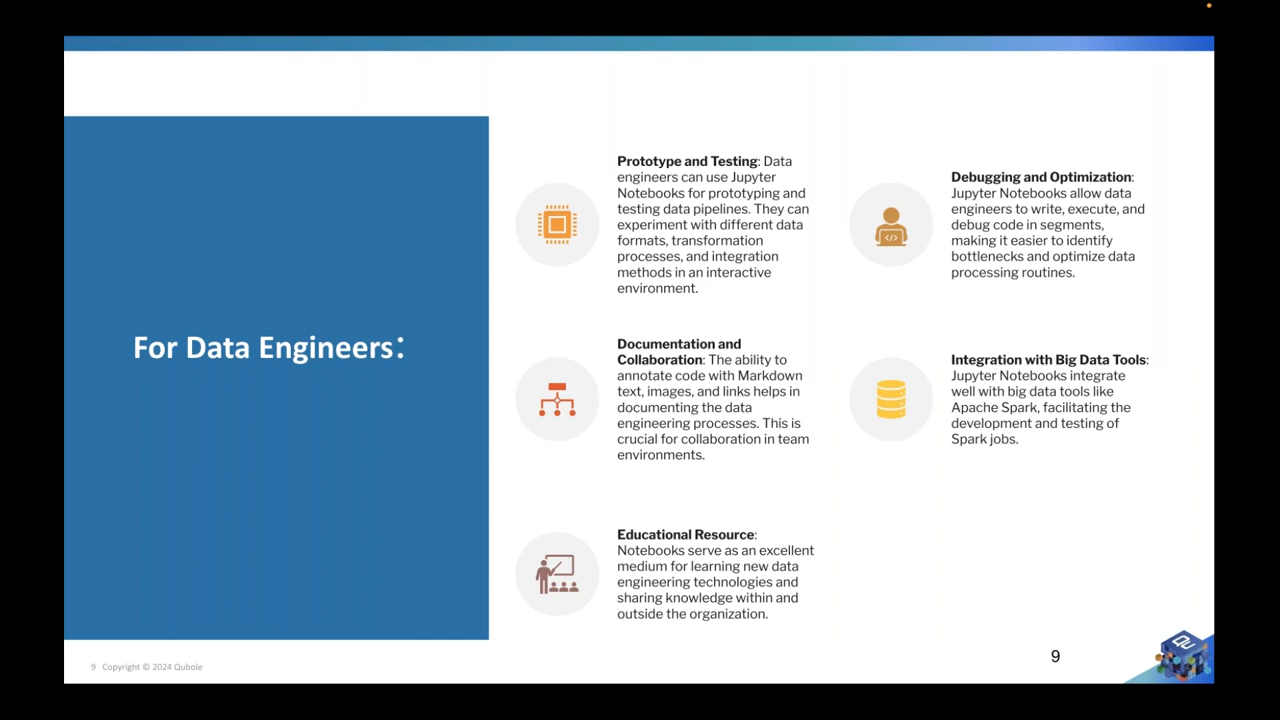 For Data Engineers:
Prototype and Testing: Data
engineers can use Jupyter
Notebooks for prototyping and
testing data pipelines. They can
experiment with different data
formats, transformation
processes, and integration
methods in an interactive
environment.
Debugging and Optimization:
Jupyter Notebooks allow data
engineers to write, execute, and
debug code in segments,
making it easier to identify
bottlenecks and optimize data
processing routines.
Documentation and
Collaboration: The ability to
annotate code with Markdown
text, images, and links helps in
documenting the data
engineering processes. This is
crucial for collaboration in team
environments.
Integration with Big Data Tools:
Jupyter Notebooks integrate
well with big data tools like
Apache Spark, facilitating the
development and testing of
Spark jobs.
Educational Resource:
Notebooks serve as an excellent
medium for learning new data
engineering technologies and
sharing knowledge within and
outside the organization.
9 Copyright © 2024 Qubole
9
Qu